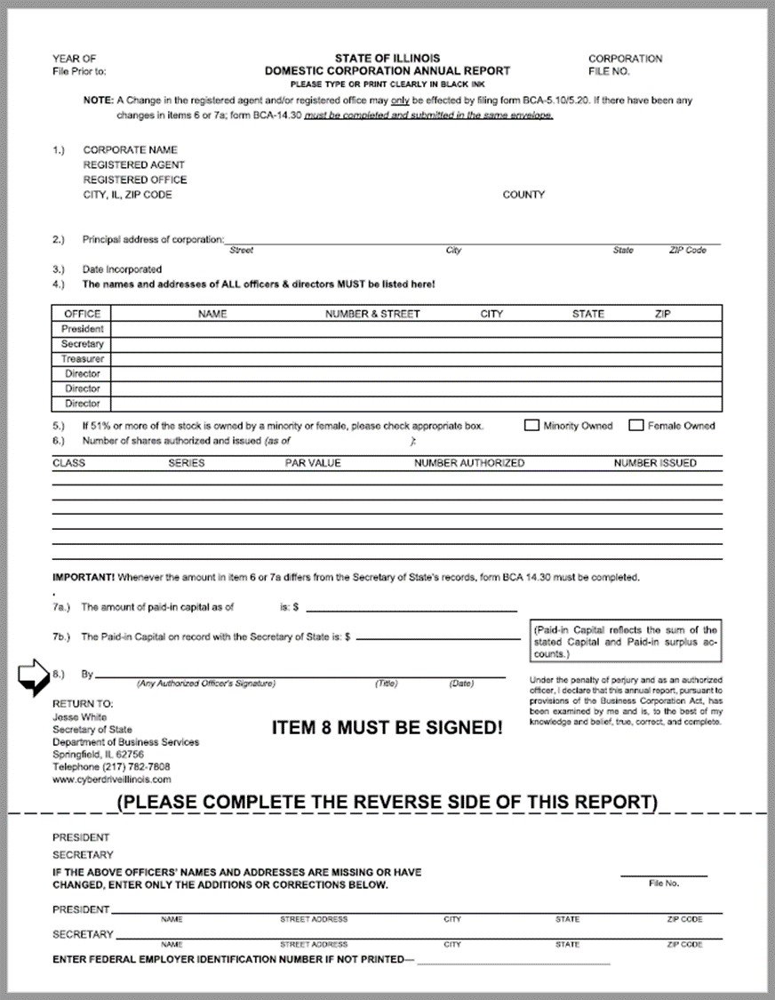 YEAR OF STATE OF ILLINOIS CORPORATION
File Prior to: DOMESTIC CORPORATION ANNUAL REPORT FILE NO.
PLEASE TYPE OR PRINT CLEARLY IN BLACK INK
NOTE: A Change in the registered agent and/or registered office may only be effected by filing form BCA-5.10/5.20. If there have been any
changes in items 6 or 7a; form BCA-14.30 must be completed and submitted in the same envelope.
1.) CORPORATE NAME
REGISTERED AGENT
REGISTERED OFFICE
CITY, IL, ZIP CODE COUNTY
2.) Principal address of corporation:
Street City State ZIP Code
3.) Date Incorporated
4.) The names and addresses of ALL officers & directors MUST be listed here!
OFFICE NAME NUMBER & STREET CITY STATE ZIP
President
Secretary
Treasurer
Director
Director
Director
5.) If 51% or more of the stock is owned by a minority or female, please check appropriate box. Minority Owned Female Owned
6.) Number of shares authorized and issued (as of ):
CLASS SERIES PAR VALUE NUMBER AUTHORIZED NUMBER ISSUED
IMPORTANT! Whenever the amount in item 6 or 7a differs from the Secretary of State's records, form BCA 14.30 must be completed.
.
7a.) The amount of paid-in capital as of is: $
7b.) The Paid-in Capital on record with the Secretary of State is: $
(Paid-in Capital reflects the sum of the
stated Capital and Paid-in surplus ac-
counts.)
8.) By
(Any Authorized Officer's Signature) (Title) (Date)
Under the penalty of perjury and as an authorized
officer, I declare that this annual report, pursuant to
provisions of the Business Corporation Act, has
been examined by me and is, to the best of my
knowledge and belief, true, correct, and complete.
RETURN TO:
Jesse White
Secretary of State
Department of Business Services
Springfield, IL 62756
Telephone (217) 782-7808
www.cyberdriveillinois.com
ITEM 8 MUST BE SIGNED!
(PLEASE COMPLETE THE REVERSE SIDE OF THIS REPORT)
PRESIDENT
SECRETARY
IF THE ABOVE OFFICERS' NAMES AND ADDRESSES ARE MISSING OR HAVE
CHANGED, ENTER ONLY THE ADDITIONS OR CORRECTIONS BELOW.
File No.
PRESIDENT
NAME STREET ADDRESS CITY STATE ZIP CODE
SECRETARY
NAME STREET ADDRESS CITY STATE ZIP CODE
ENTER FEDERAL EMPLOYER IDENTIFICATION NUMBER IF NOT PRINTED—